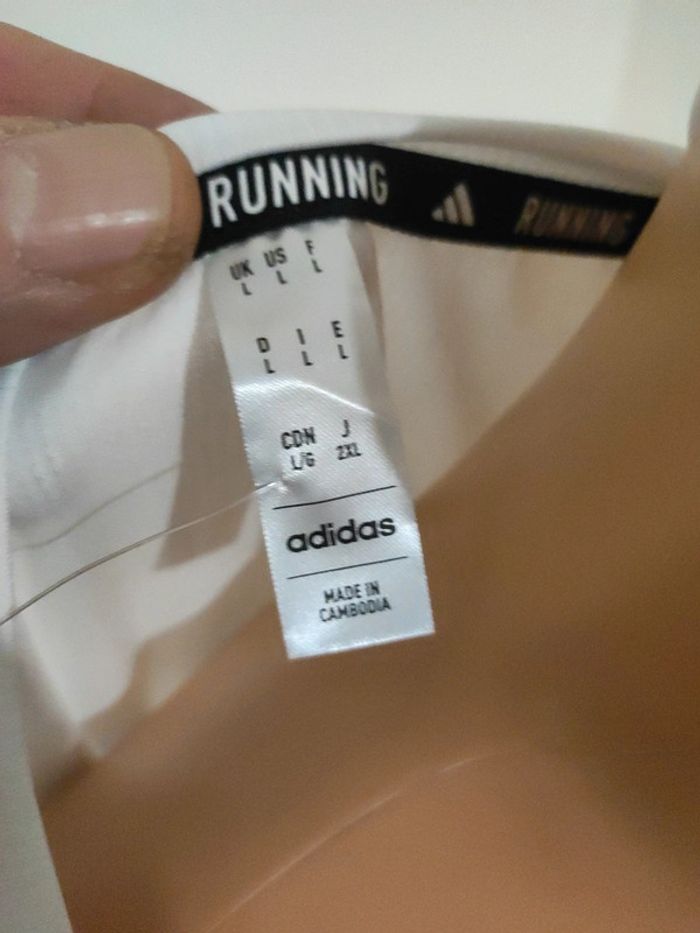 RUNNING RUNNING
UK US F
L L L
D I E
L L L
CDN J
L/G 2XL
adidas
MADE IN
CAMBODIA